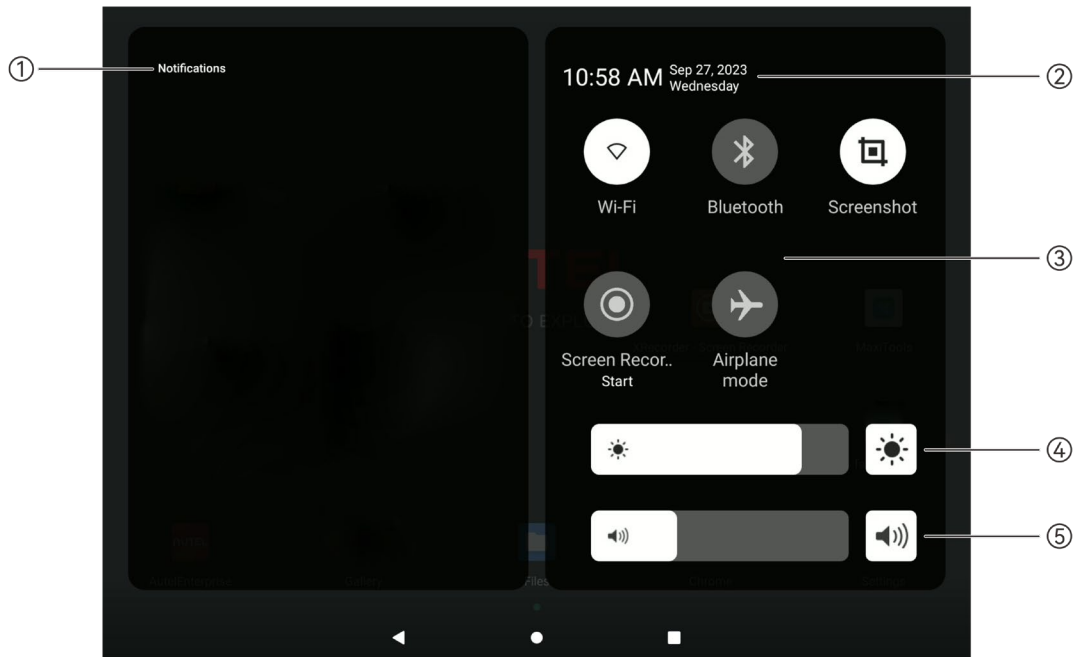 ①
Notifications
10:58 AM
Sep 27, 2023
Wednesday
②
Wi-Fi
Bluetooth
Screenshot
③
Screen Recor..
Start
Airplane
mode
④
⑤
Files